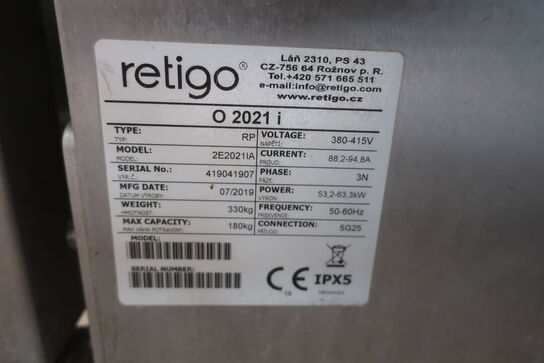 retigo®
Láň 2310, PS 43
CZ-756 64 Rožnov p. R.
Tel.+420 571 665 511
e-mail:info@retigo.com
www.retigo.cz
O 2021 i
TYPE: RP
TYP:
MODEL: 2E2021IA
MODEL:
SERIAL No.: 419041907
VÝR.Č.:
MFG DATE: 07/2019
DATUM VÝROBY:
WEIGHT: 330kg
HMOTNOST:
MAX CAPACITY: 180kg
MAX VÁHA POTRAVINY:
VOLTAGE: 380-415V
NAPĚTÍ:
CURRENT: 88,2-94,8A
PROUD:
PHASE: 3N
FÁZE:
POWER: 53,2-63,3kW
VÝKON:
FREQUENCY: 50-60Hz
FREKVENCE:
CONNECTION: 5G25
PŘÍVOD:
MODEL:
SERIAL NUMBER:
CE IPX5
19